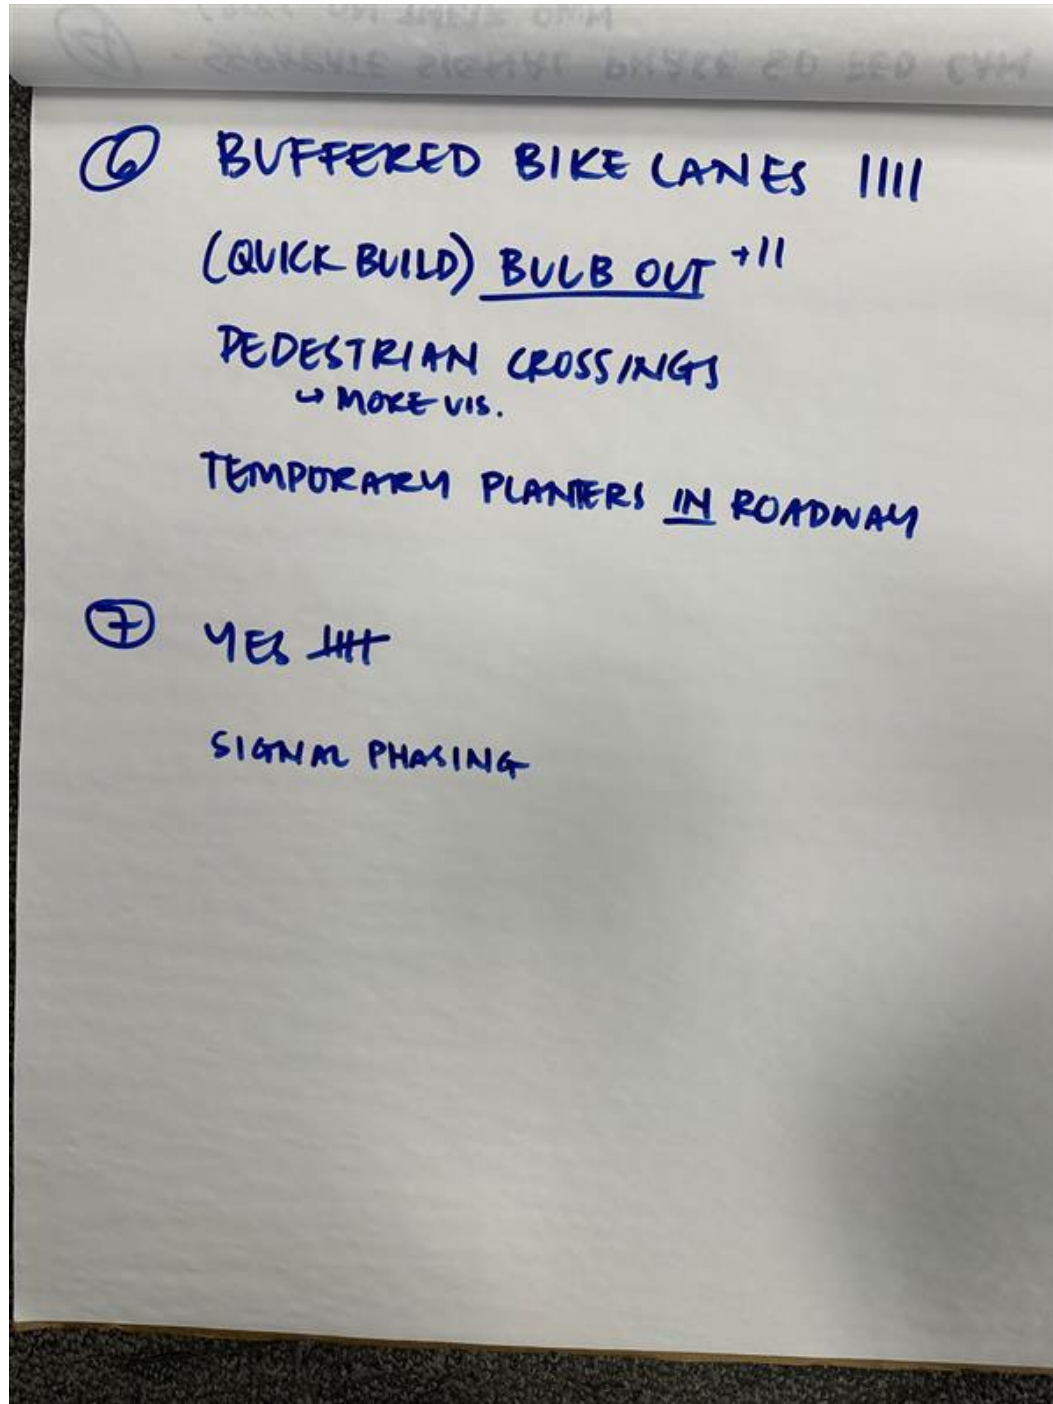 ⑥ BUFFERED BIKE LANES ||||
(QUICK BUILD) BULB OUT +||
PEDESTRIAN CROSSINGS
↳ MORE VIS.
TEMPORARY PLANTERS IN ROADWAY
⑦ YES 卌
SIGNAL PHASING